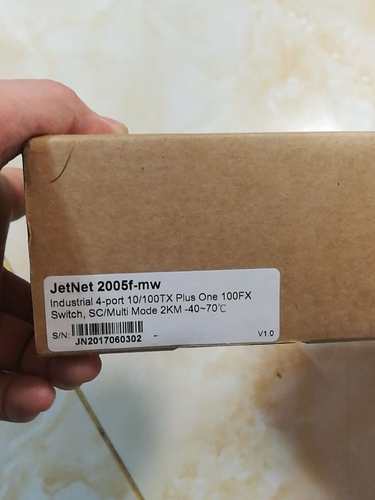 JetNet 2005f-mw
Industrial 4-port 10/100TX Plus One 100FX
Switch, SC/Multi Mode 2KM -40~70℃
S/N:
JN2017060302 -
V1.0